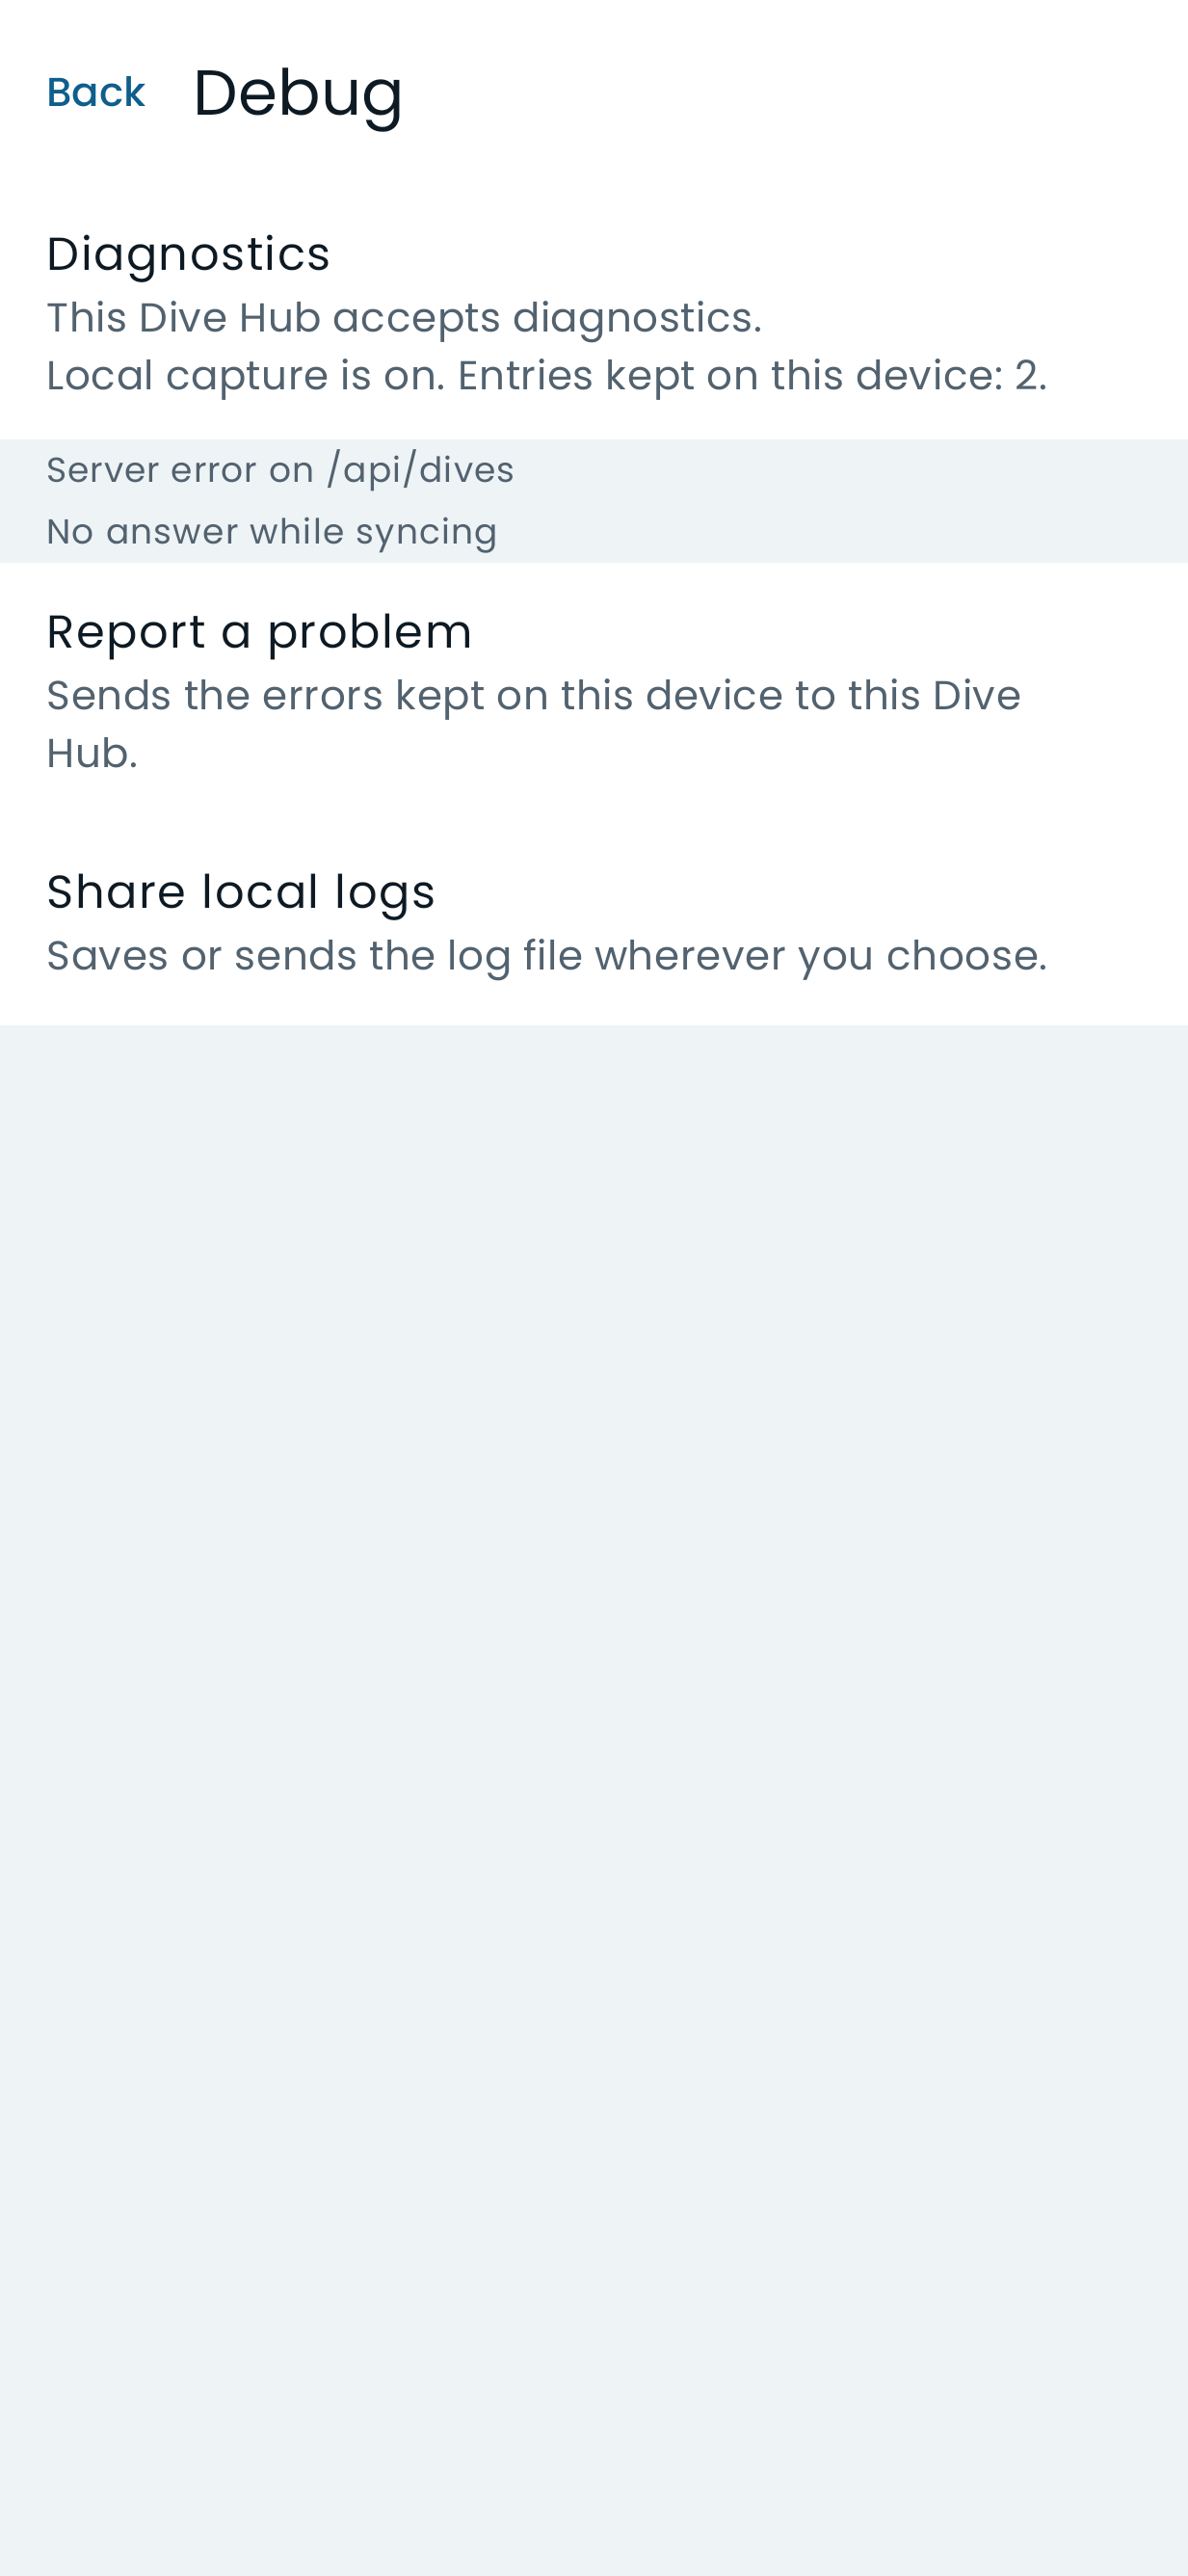 Back Debug
Diagnostics
This Dive Hub accepts diagnostics.
Local capture is on. Entries kept on this device: 2.
Server error on /api/dives
No answer while syncing
Report a problem
Sends the errors kept on this device to this Dive
Hub.
Share local logs
Saves or sends the log file wherever you choose.